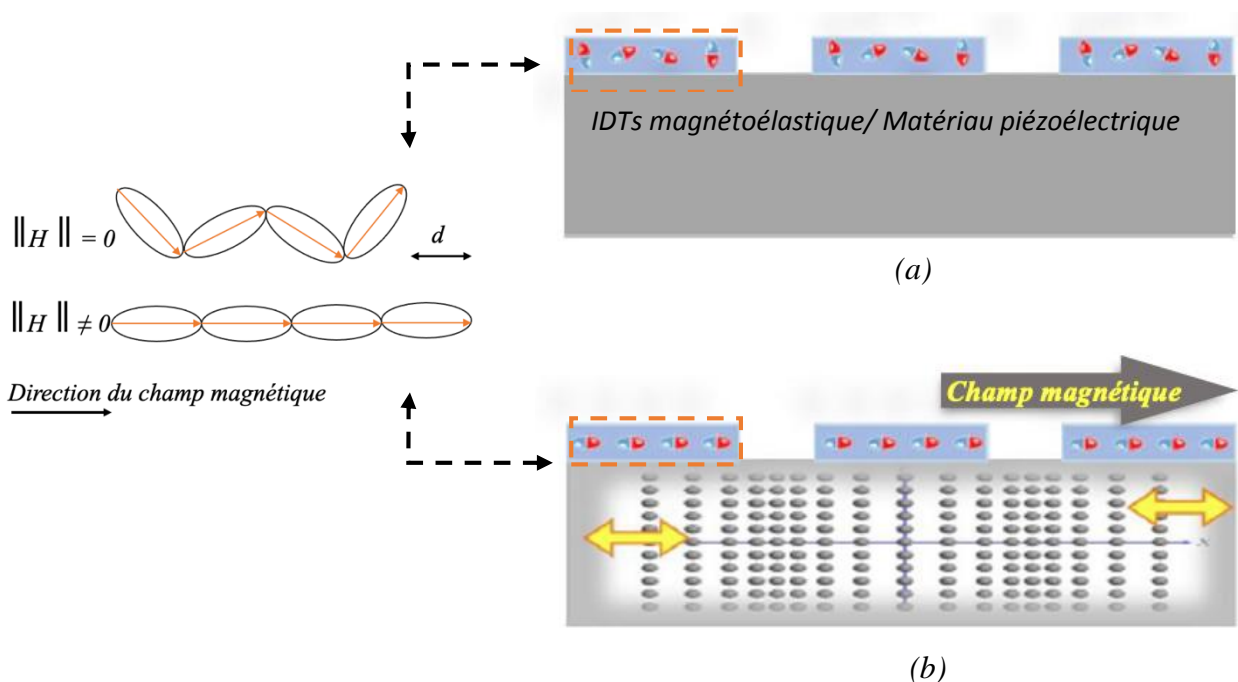 IDTs magnétoélastique/ Matériau piézoélectrique
(a)
‖H‖ = 0
d
‖H‖ ≠ 0
Direction du champ magnétique
Champ magnétique
x
(b)